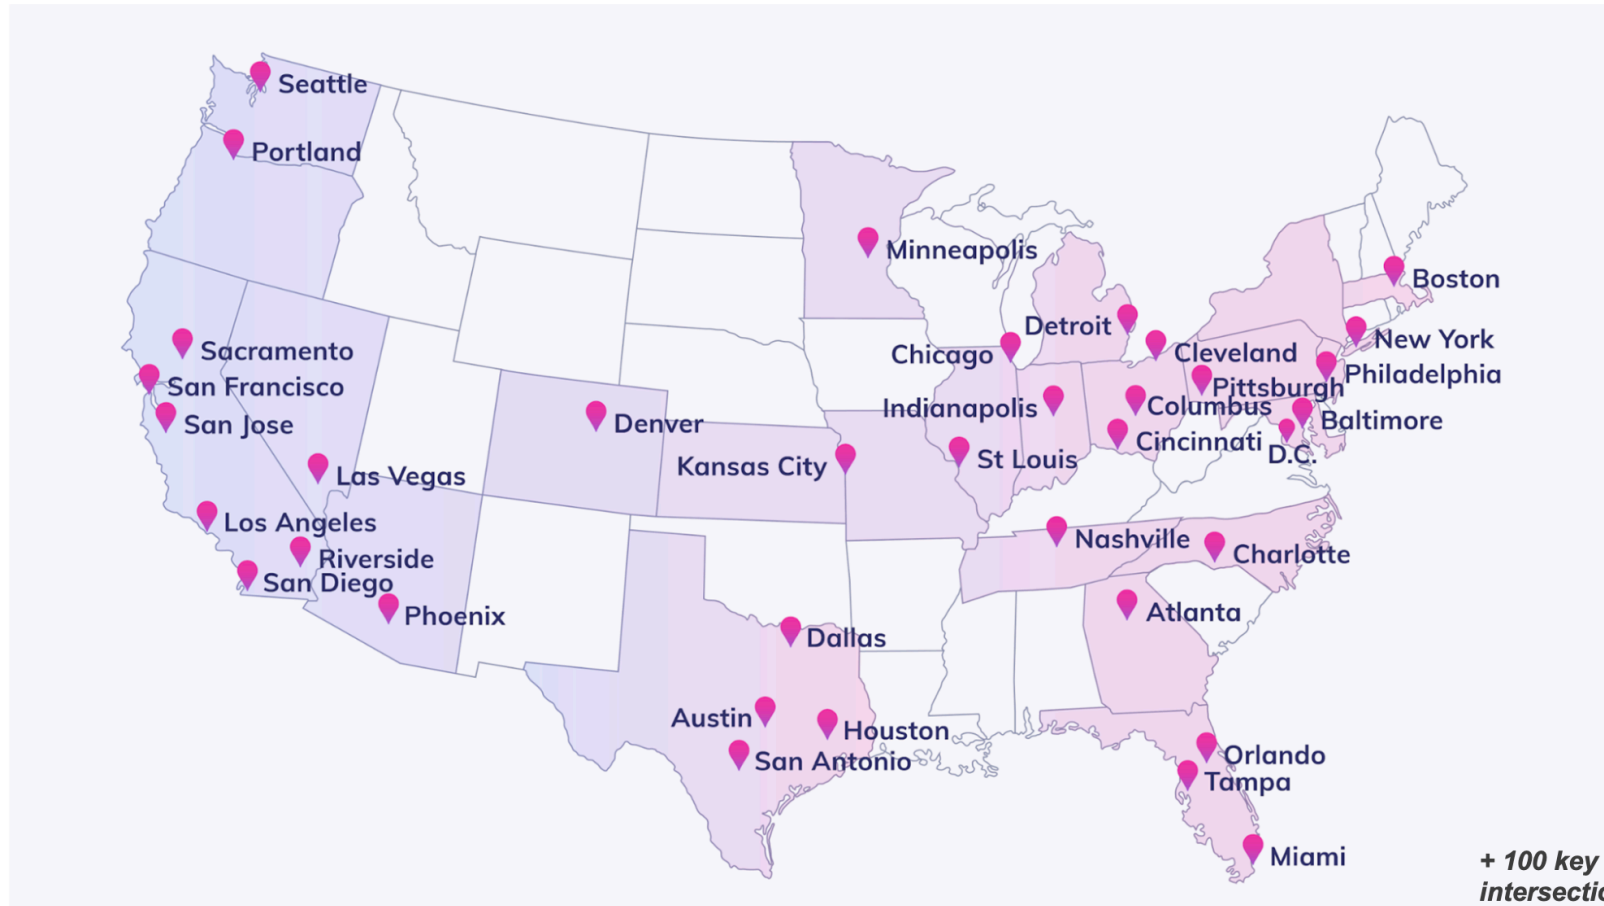 Seattle
Portland
Minneapolis
Boston
Detroit
New York
Chicago
Cleveland
Sacramento
Philadelphia
San Francisco
Pittsburgh
Indianapolis
Columbus
San Jose
Denver
Baltimore
Cincinnati
D.C.
Kansas City
St Louis
Las Vegas
Los Angeles
Nashville
Charlotte
Riverside
San Diego
Phoenix
Atlanta
Dallas
Austin
Houston
San Antonio
Orlando
Tampa
Miami
+ 100 key
intersectio